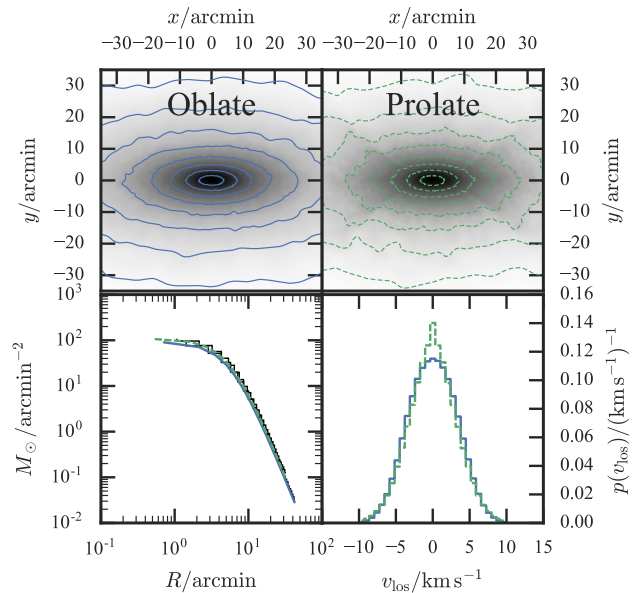 x/arcmin x/arcmin
−30 −20 −10 0 10 20 30 −30 −20 −10 0 10 20 30
Oblate Prolate
30 30
20 20
10 10
0 0
−10 −10
−20 −20
−30 −30
y/arcmin y/arcmin
10³ 0.16
10² 0.14
10¹ 0.12
10⁰ 0.10
10⁻¹ 0.08
10⁻² 0.06
0.04
0.02
0.00
M☉/arcmin⁻² p(v_los)/(km s⁻¹)⁻¹
10⁻¹ 10⁰ 10¹ 10² −10 −5 0 5 10 15
R/arcmin v_los/km s⁻¹